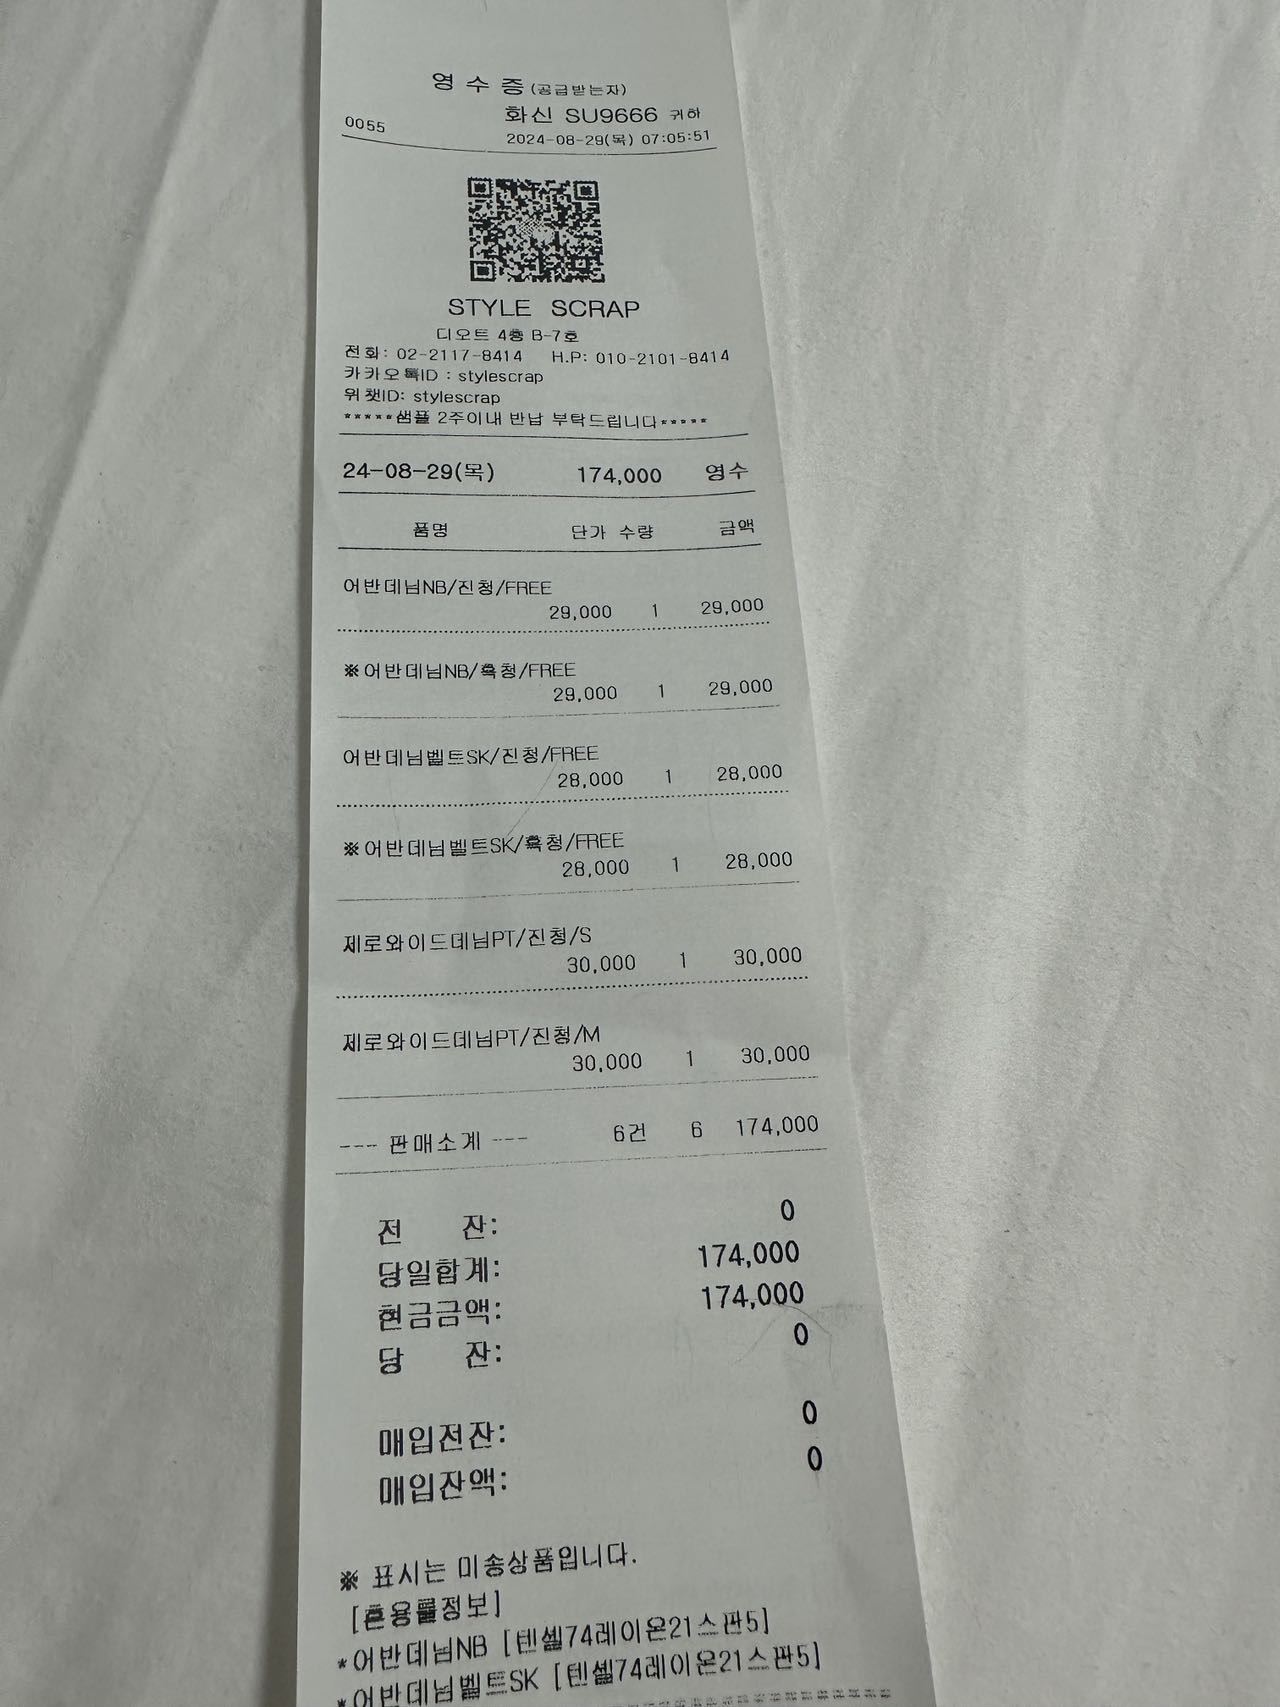 영 수 증 (공급받는자)
화신 SU9666 귀하
0055
2024-08-29(목) 07:05:51
STYLE SCRAP
디오트 4층 B-7호
전화: 02-2117-8414 H.P: 010-2101-8414
카카오톡ID : stylescrap
위챗ID: stylescrap
*****샘플 2주이내 반납 부탁드립니다*****
24-08-29(목) 174,000 영수
품명 단가 수량 금액
어반데님NB/진청/FREE
29,000 1 29,000
※어반데님NB/흑청/FREE
29,000 1 29,000
어반데님벨트SK/진청/FREE
28,000 1 28,000
※어반데님벨트SK/흑청/FREE
28,000 1 28,000
제로와이드데님PT/진청/S
30,000 1 30,000
제로와이드데님PT/진청/M
30,000 1 30,000
--- 판매소계 --- 6건 6 174,000
전 잔: 0
당일합계: 174,000
현금금액: 174,000
당 잔: 0
매입전잔: 0
매입잔액: 0
※ 표시는 미송상품입니다.
[혼용률정보]
*어반데님NB [텐셀74레이온21스판5]
*어반데님벨트SK [텐셀74레이온21스판5]